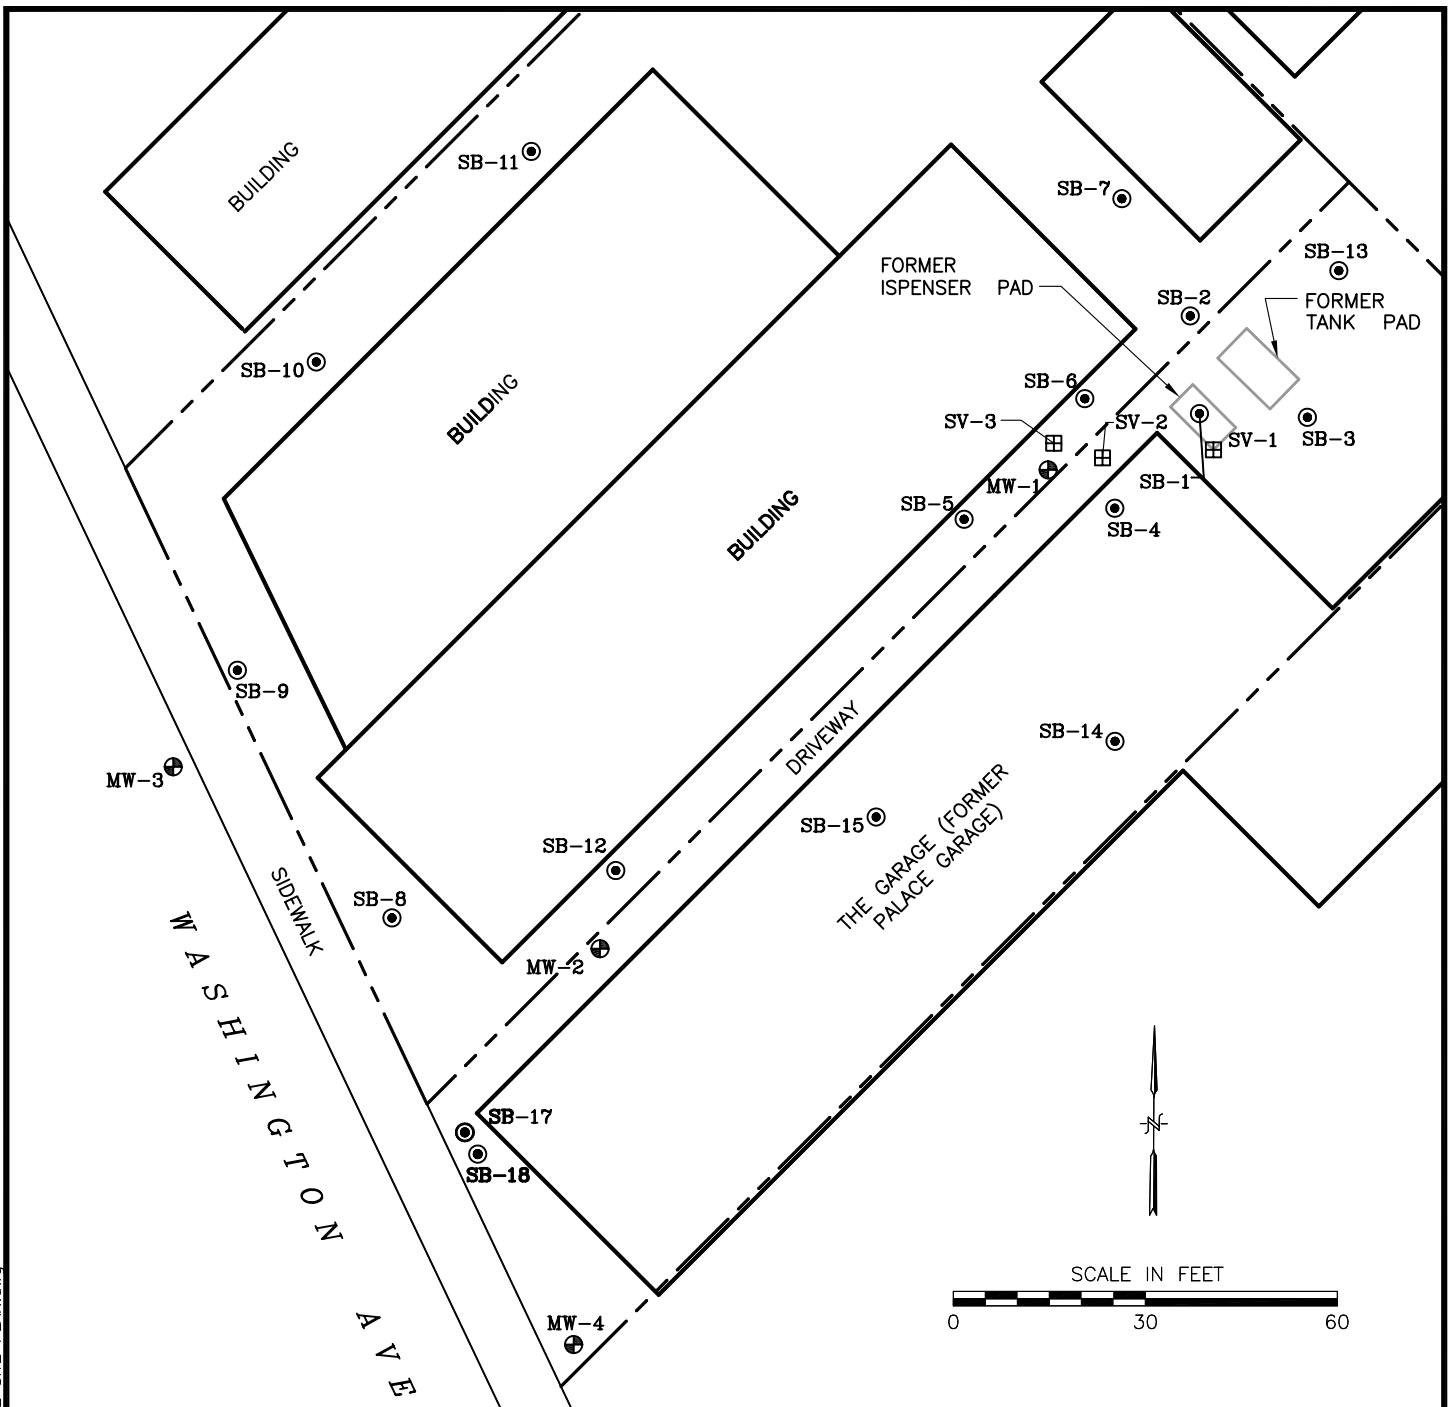 BUILDING
SB-11
SB-7
SB-13
FORMER
ISPENSER PAD
SB-2
FORMER
TANK PAD
SB-10
BUILDING
SB-6
SV-3
SV-2
SV-1
SB-3
MW-1
SB-1
SB-5
SB-4
BUILDING
SB-9
DRIVEWAY
SB-14
MW-3
SB-15
SB-12
THE GARAGE (FORMER
PALACE GARAGE)
SIDEWALK
SB-8
MW-2
WASHINGTON AVE
SB-17
SB-18
N
SCALE IN FEET
0 30 60
MW-4